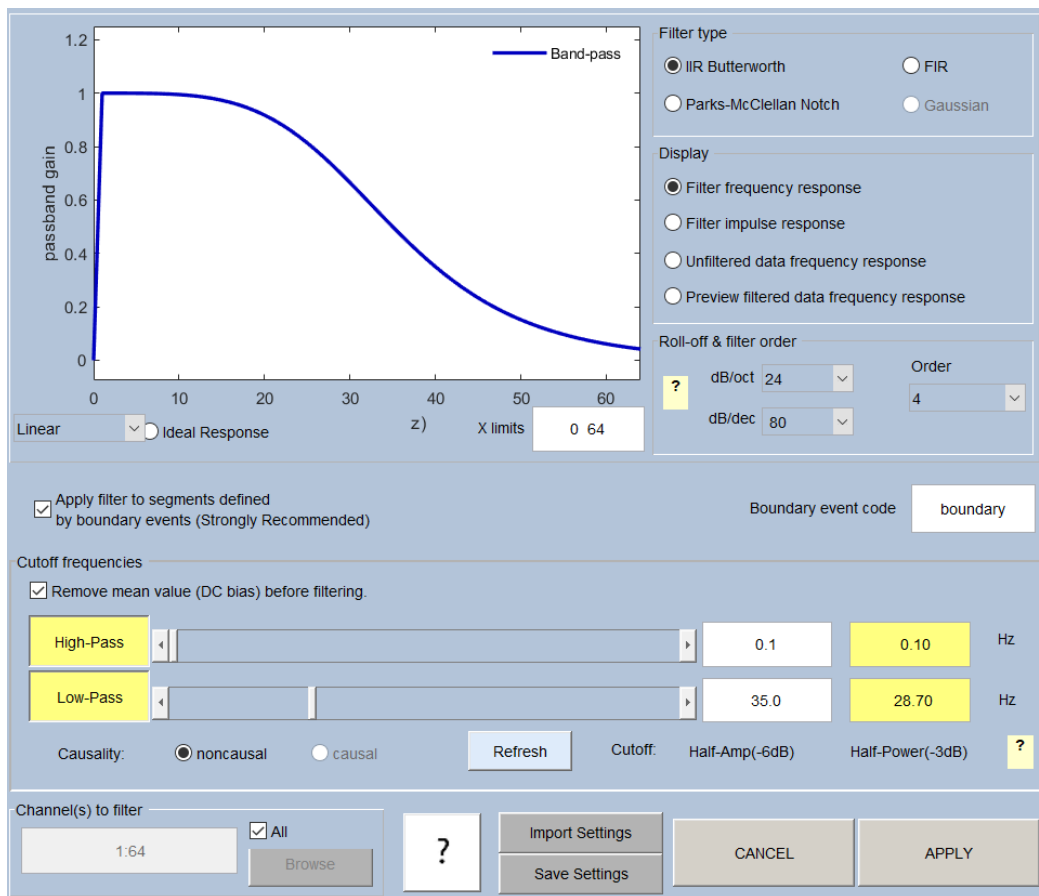 1.2
1
0.8
0.6
0.4
0.2
0
passband gain
Band-pass
0 10 20 30 40 50 60
z)
Linear
Ideal Response
X limits
0 64
Filter type
IIR Butterworth
FIR
Parks-McClellan Notch
Gaussian
Display
Filter frequency response
Filter impulse response
Unfiltered data frequency response
Preview filtered data frequency response
Roll-off & filter order
?
dB/oct 24
Order
4
dB/dec 80
Apply filter to segments defined
by boundary events (Strongly Recommended)
Boundary event code
boundary
Cutoff frequencies
Remove mean value (DC bias) before filtering.
High-Pass
0.1
0.10
Hz
Low-Pass
35.0
28.70
Hz
Causality:
noncausal
causal
Refresh
Cutoff:
Half-Amp(-6dB)
Half-Power(-3dB)
?
Channel(s) to filter
1:64
All
Browse
?
Import Settings
Save Settings
CANCEL
APPLY